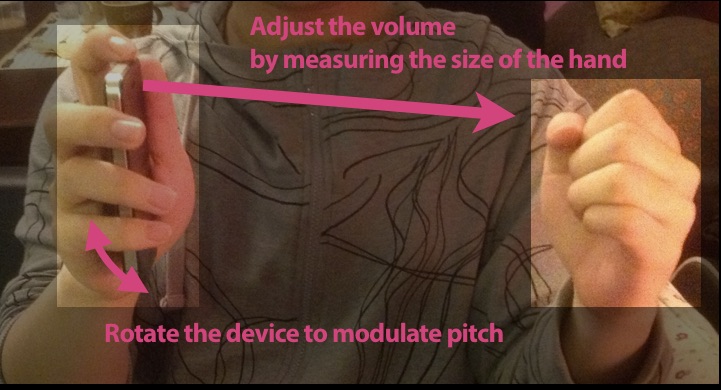 Adjust the volume
by measuring the size of the hand
Rotate the device to modulate pitch